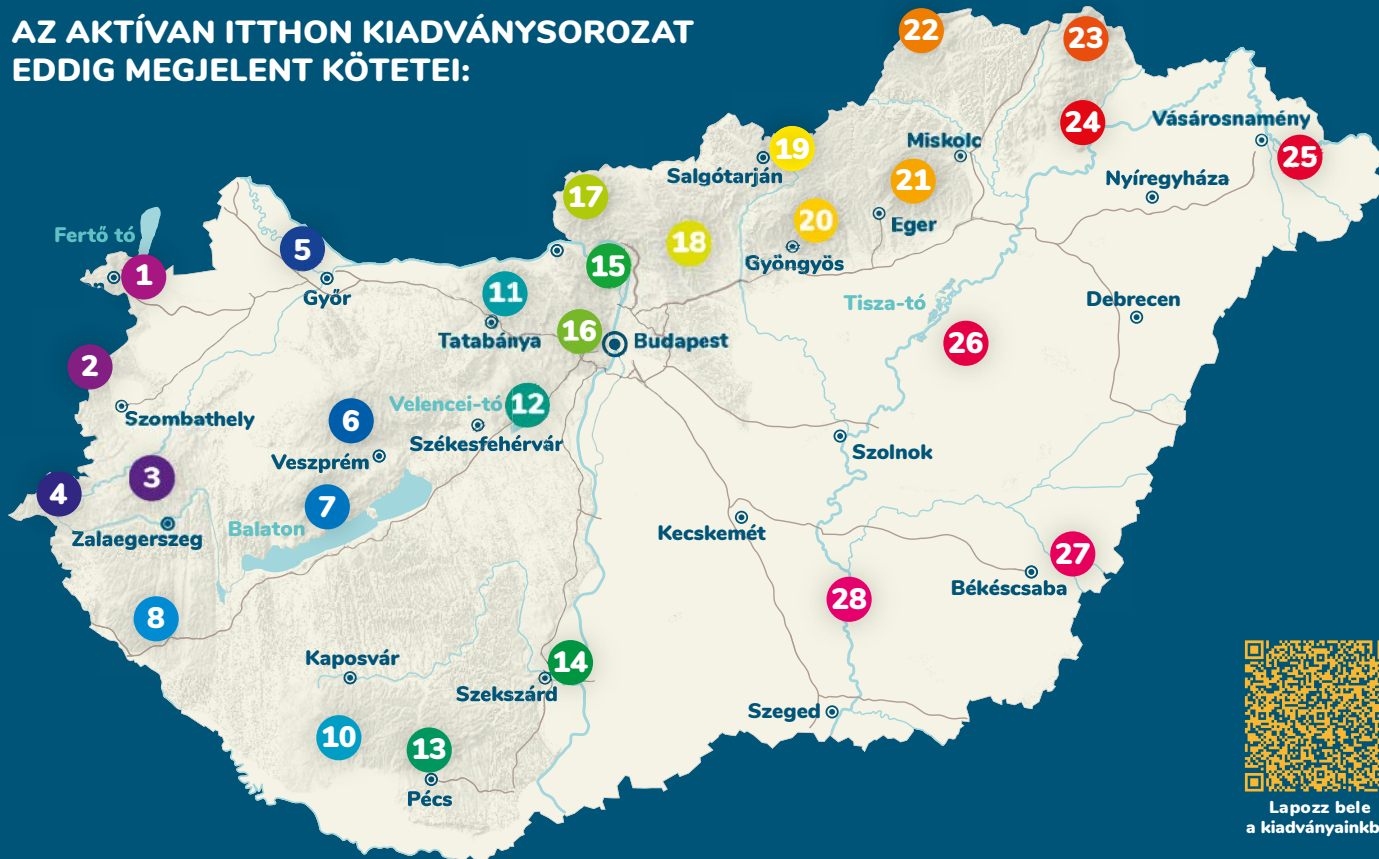 AZ AKTÍVAN ITTHON KIADVÁNYSOROZAT
EDDIG MEGJELENT KÖTETEI:
22
23
24
Vásárosnamény
25
19
Miskolc
Salgótarján
21
Nyíregyháza
17
20
Eger
18
Gyöngyös
Fertő tó
5
15
1
Győr
11
Tisza-tó
Debrecen
16
Tatabánya
Budapest
26
2
Velencei-tó
12
Szombathely
6
Székesfehérvár
Veszprém
Szolnok
3
4
7
Balaton
Zalaegerszeg
Kecskemét
27
Békéscsaba
28
8
Kaposvár
14
Szekszárd
Szeged
10
13
Pécs
Lapozz bele
a